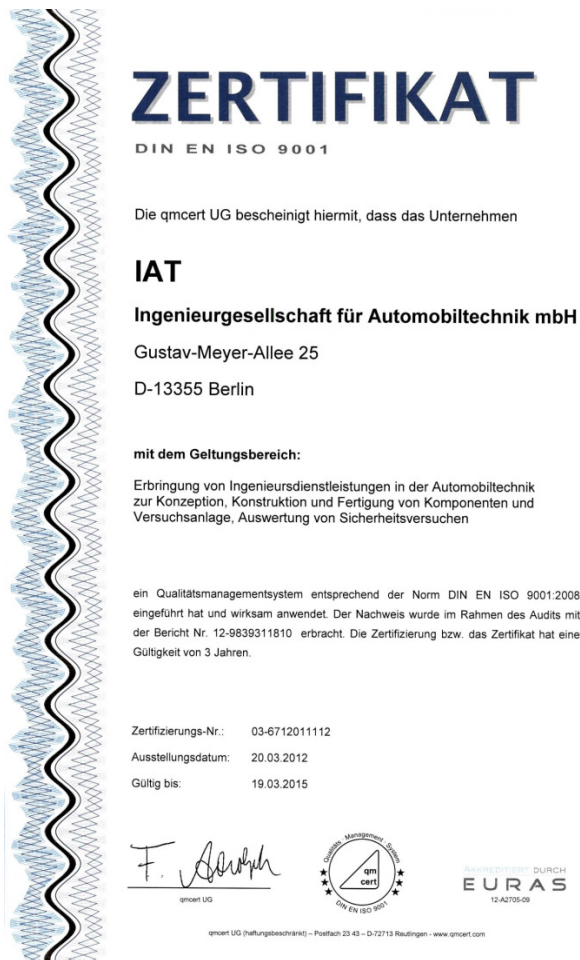 ZERTIFIKAT
DIN EN ISO 9001
Die qmcert UG bescheinigt hiermit, dass das Unternehmen
IAT
Ingenieurgesellschaft für Automobiltechnik mbH
Gustav-Meyer-Allee 25
D-13355 Berlin
mit dem Geltungsbereich:
Erbringung von Ingenieursdienstleistungen in der Automobiltechnik
zur Konzeption, Konstruktion und Fertigung von Komponenten und
Versuchsanlage, Auswertung von Sicherheitsversuchen
ein Qualitätsmanagementsystem entsprechend der Norm DIN EN ISO 9001:2008
eingeführt hat und wirksam anwendet. Der Nachweis wurde im Rahmen des Audits mit
der Bericht Nr. 12-9839311810 erbracht. Die Zertifizierung bzw. das Zertifikat hat eine
Gültigkeit von 3 Jahren.
Zertifizierungs-Nr.: 03-6712011112
Ausstellungsdatum: 20.03.2012
Gültig bis: 19.03.2015
qmcert UG
Qualitäts - Management - System
qm
cert
DIN EN ISO 9001
AKKREDITIERT DURCH
EURAS
12-A2705-09
qmcert UG (haftungsbeschränkt) – Postfach 23 43 – D-72713 Reutlingen - www.qmcert.com